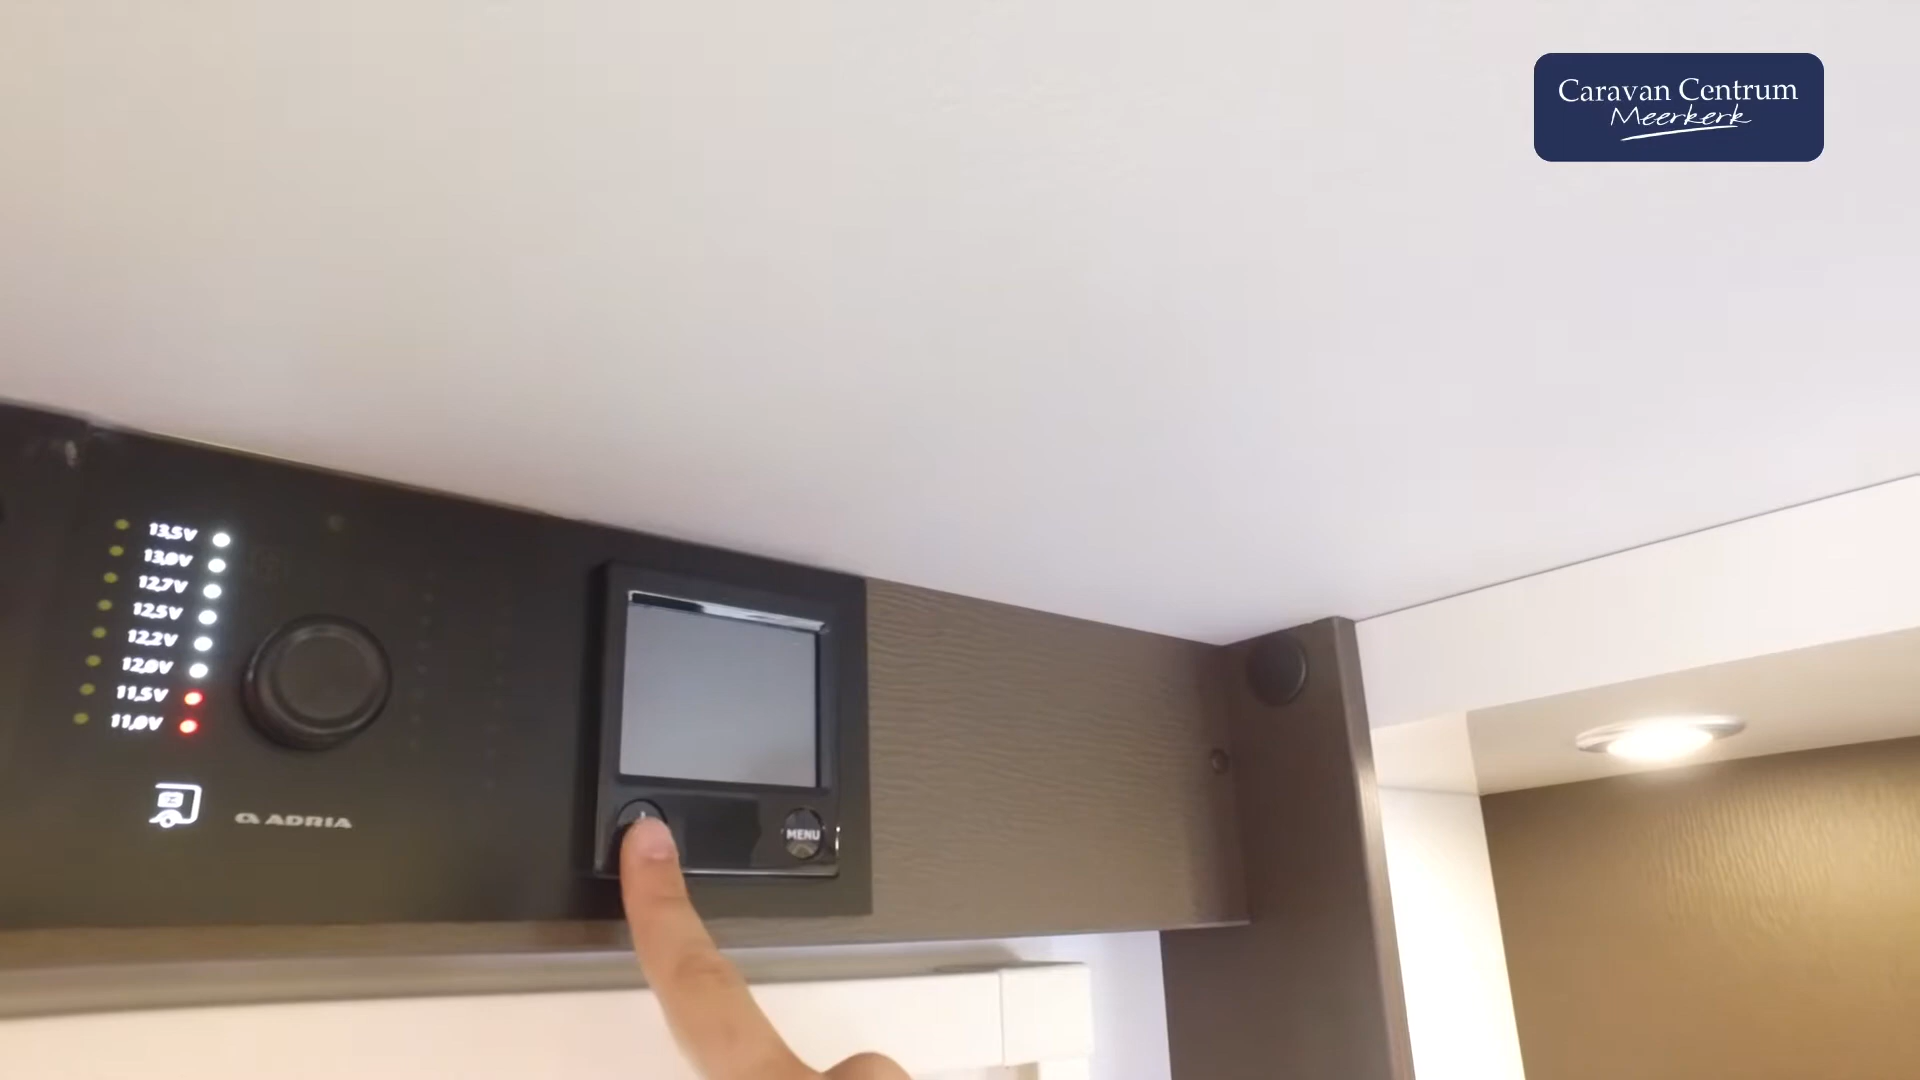 Caravan Centrum
Meerkerk
13,5V
13,0V
12,7V
12,5V
12,2V
12,0V
11,5V
11,0V
ADRIA
MENU